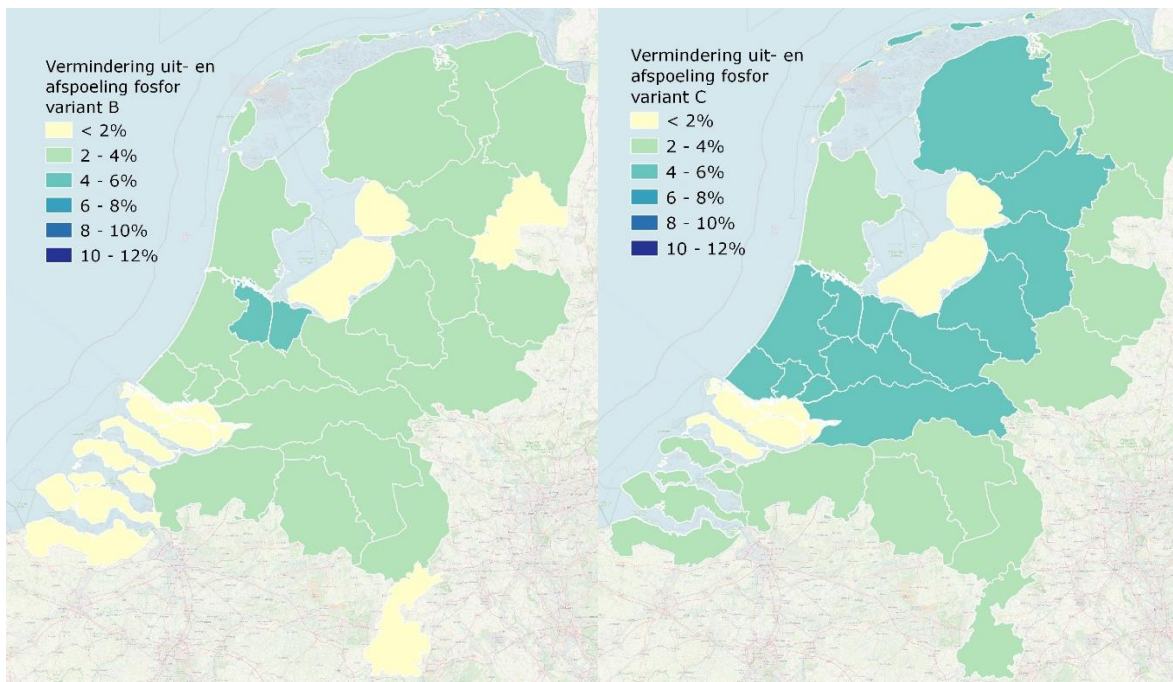 Vermindering uit- en
afspoeling fosfor
variant B
< 2%
2 - 4%
4 - 6%
6 - 8%
8 - 10%
10 - 12%
Vermindering uit- en
afspoeling fosfor
variant C
< 2%
2 - 4%
4 - 6%
6 - 8%
8 - 10%
10 - 12%